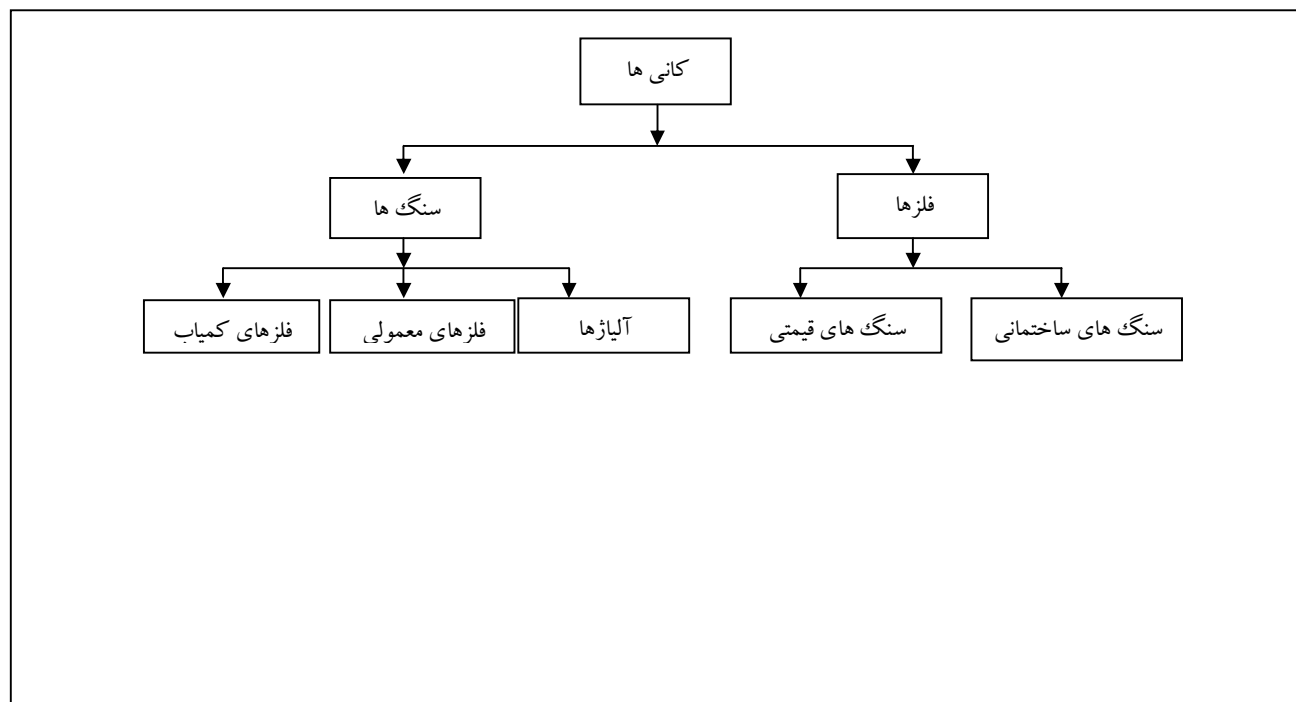 کانی ها
فلزها
سنگ ها
سنگ های ساختمانی
سنگ های قیمتی
آلیاژها
فلزهای معمولی
فلزهای کمیاب